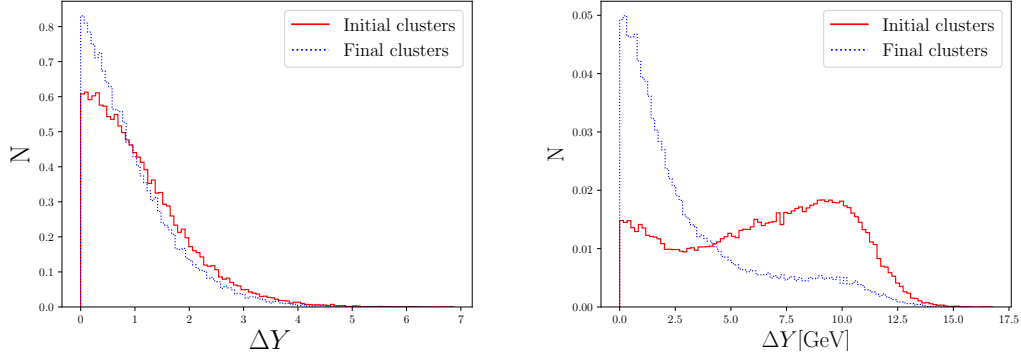 Initial clusters
Final clusters
N
0.8
0.7
0.6
0.5
0.4
0.3
0.2
0.1
0.0
0 1 2 3 4 5 6 7
ΔY
Initial clusters
Final clusters
N
0.05
0.04
0.03
0.02
0.01
0.00
0.0 2.5 5.0 7.5 10.0 12.5 15.0 17.5
ΔY[GeV]